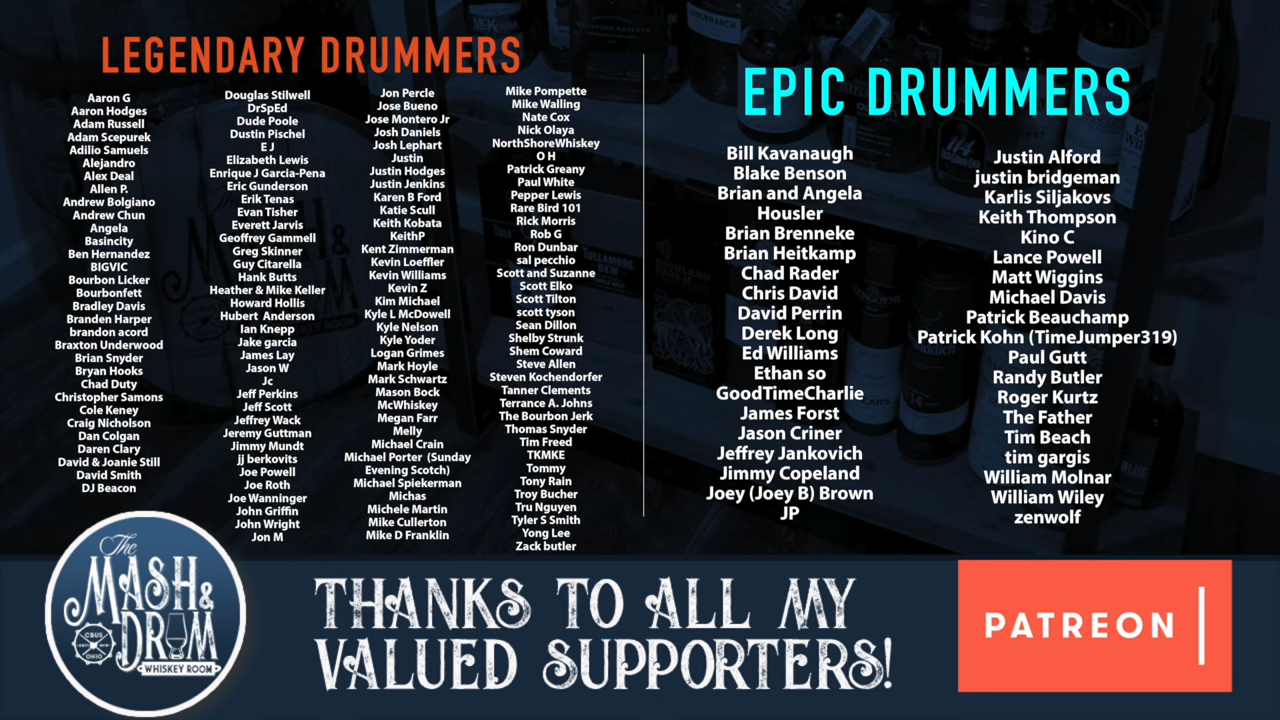 LEGENDARY DRUMMERS
Aaron G
Aaron Hodges
Adam Russell
Adam Scepurek
Adilio Samuels
Alejandro
Alex Deal
Allen P.
Andrew Bolgiano
Andrew Chun
Angela
Basincity
Ben Hernandez
BIGVIC
Bourbon Licker
Bourbonfett
Bradley Davis
Branden Harper
brandon acord
Braxton Underwood
Brian Snyder
Bryan Hooks
Chad Duty
Christopher Samons
Cole Keney
Craig Nicholson
Dan Colgan
Daren Clary
David & Joanie Still
David Smith
DJ Beacon
Douglas Stilwell
DrSpEd
Dude Poole
Dustin Pischel
E J
Elizabeth Lewis
Enrique J Garcia-Pena
Eric Gunderson
Erik Tenas
Evan Tisher
Everett Jarvis
Geoffrey Gammell
Greg Skinner
Guy Citarella
Hank Butts
Heather & Mike Keller
Howard Hollis
Hubert Anderson
Ian Knepp
Jake garcia
James Lay
Jason W
Jc
Jeff Perkins
Jeff Scott
Jeffrey Wack
Jeremy Guttman
Jimmy Mundt
jj berkovits
Joe Powell
Joe Roth
Joe Wanninger
John Griffin
John Wright
Jon M
Jon Percle
Jose Bueno
Jose Montero Jr
Josh Daniels
Josh Lephart
Justin
Justin Hodges
Justin Jenkins
Karen B Ford
Katie Scull
Keith Kobata
KeithP
Kent Zimmerman
Kevin Loeffler
Kevin Williams
Kevin Z
Kim Michael
Kyle L McDowell
Kyle Nelson
Kyle Yoder
Logan Grimes
Mark Hoyle
Mark Schwartz
Mason Bock
McWhiskey
Megan Farr
Melly
Michael Crain
Michael Porter (Sunday
Evening Scotch)
Michael Spiekerman
Michas
Michele Martin
Mike Cullerton
Mike D Franklin
Mike Pompette
Mike Walling
Nate Cox
Nick Olaya
NorthShoreWhiskey
O H
Patrick Greany
Paul White
Pepper Lewis
Rare Bird 101
Rick Morris
Rob G
Ron Dunbar
sal pecchio
Scott and Suzanne
Scott Elko
Scott Tilton
scott tyson
Sean Dillon
Shelby Strunk
Shem Coward
Steve Allen
Steven Kochendorfer
Tanner Clements
Terrance A. Johns
The Bourbon Jerk
Thomas Snyder
Tim Freed
TKMKE
Tommy
Tony Rain
Troy Bucher
Tru Nguyen
Tyler S Smith
Yong Lee
Zack butler
EPIC DRUMMERS
Bill Kavanaugh
Blake Benson
Brian and Angela
Housler
Brian Brenneke
Brian Heitkamp
Chad Rader
Chris David
David Perrin
Derek Long
Ed Williams
Ethan so
GoodTimeCharlie
James Forst
Jason Criner
Jeffrey Jankovich
Jimmy Copeland
Joey (Joey B) Brown
JP
Justin Alford
justin bridgeman
Karlis Siljakovs
Keith Thompson
Kino C
Lance Powell
Matt Wiggins
Michael Davis
Patrick Beauchamp
Patrick Kohn (TimeJumper319)
Paul Gutt
Randy Butler
Roger Kurtz
The Father
Tim Beach
tim gargis
William Molnar
William Wiley
zenwolf
The
MASH &
DRUM
CBUS
OHIO
WHISKEY ROOM
THANKS TO ALL MY
VALUED SUPPORTERS!
PATREON